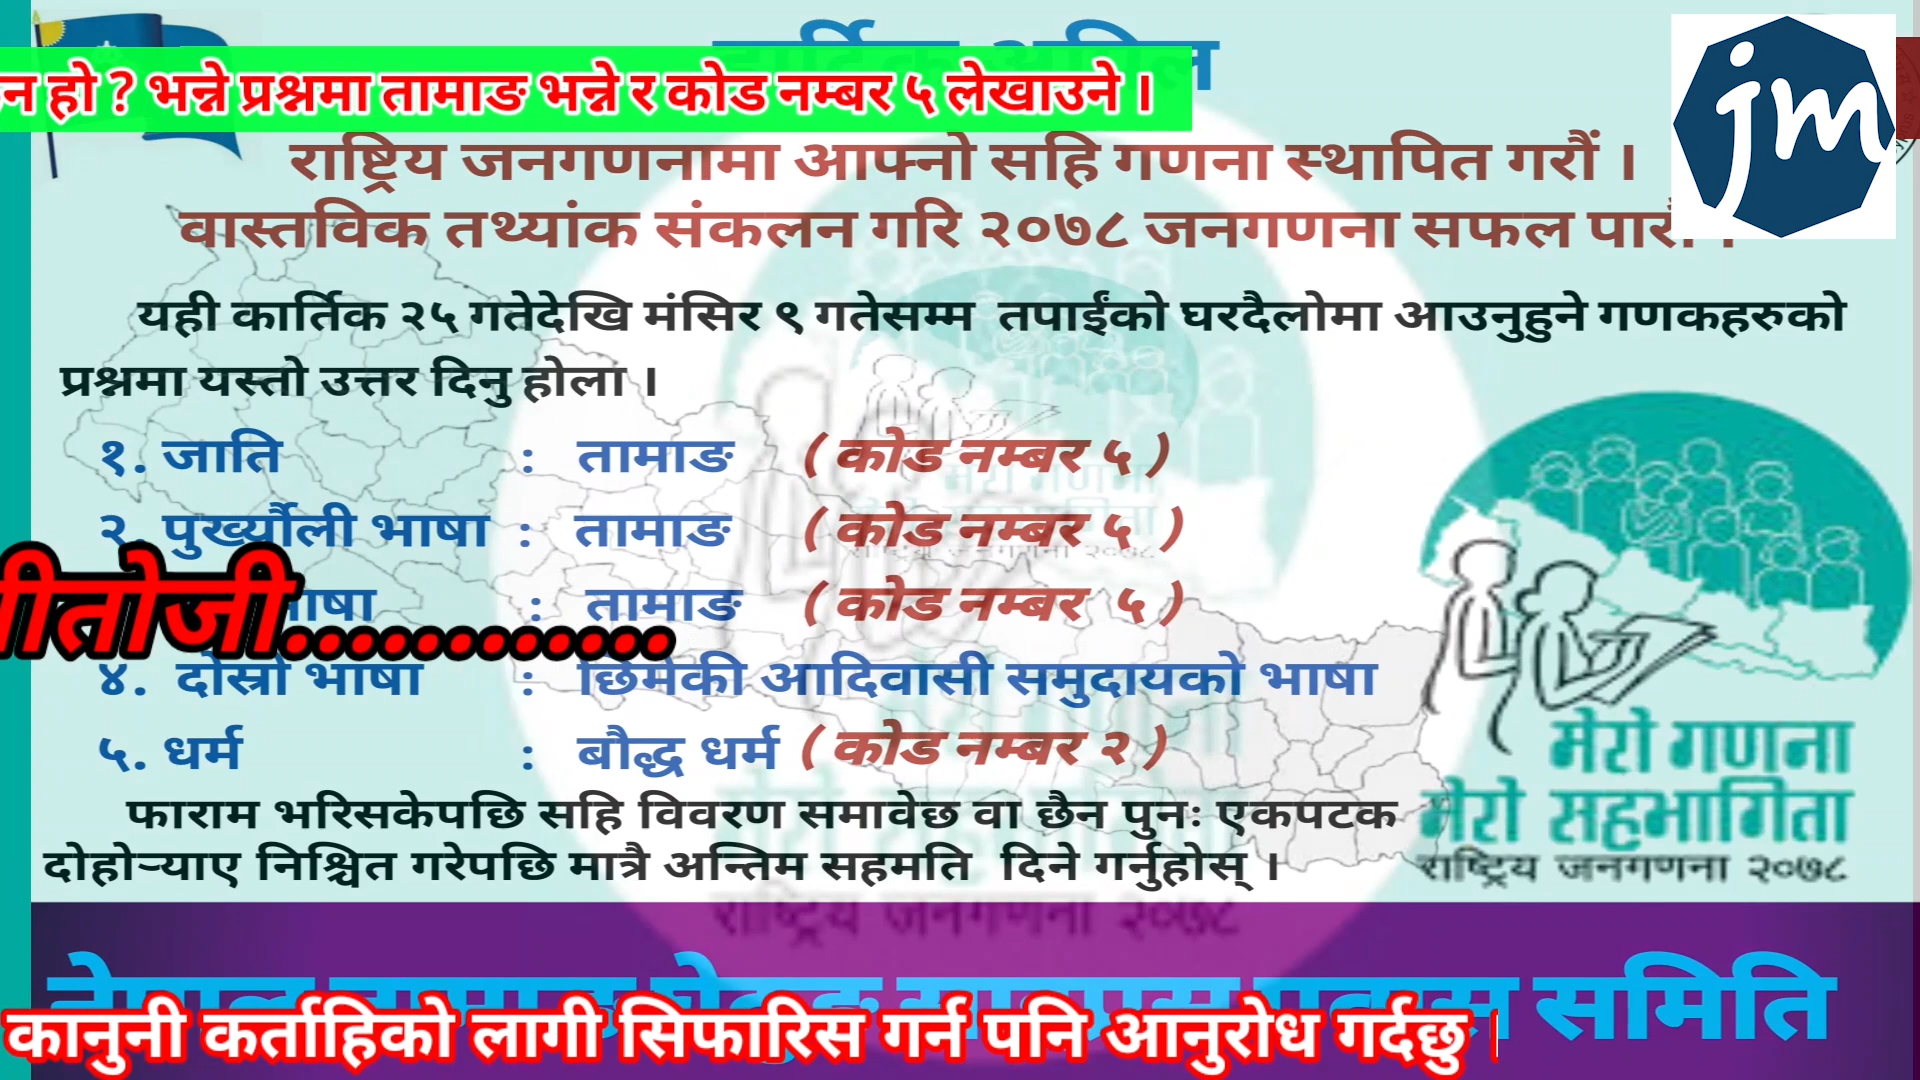 हार्दिक अपिल
न हो ? भन्ने प्रश्नमा तामाङ भन्ने र कोड नम्बर ५ लेखाउने ।
jm
राष्ट्रिय जनगणनामा आफ्नो सहि गणना स्थापित गरौं ।
वास्तविक तथ्यांक संकलन गरि २०७८ जनगणना सफल पारौं ।
यही कार्तिक २५ गतेदेखि मंसिर ९ गतेसम्म तपाईंको घरदैलोमा आउनुहुने गणकहरुको
प्रश्नमा यस्तो उत्तर दिनु होला ।
१. जाति : तामाङ ( कोड नम्बर ५ )
२. पुर्ख्यौली भाषा : तामाङ ( कोड नम्बर ५ )
भाषा : तामाङ ( कोड नम्बर ५ )
ीतोजी............
४. दोस्रो भाषा : छिमेकी आदिवासी समुदायको भाषा
५. धर्म : बौद्ध धर्म ( कोड नम्बर २ )
फाराम भरिसकेपछि सहि विवरण समावेछ वा छैन पुनः एकपटक
दोहोऱ्याए निश्चित गरेपछि मात्रै अन्तिम सहमति दिने गर्नुहोस् ।
मेरो गणना
मेरो सहभागिता
राष्ट्रिय जनगणना २०७८
राष्ट्रिय जनगणना २०७८
समिति
कानुनी कर्ताहिको लागी सिफारिस गर्न पनि आनुरोध गर्दछु ।